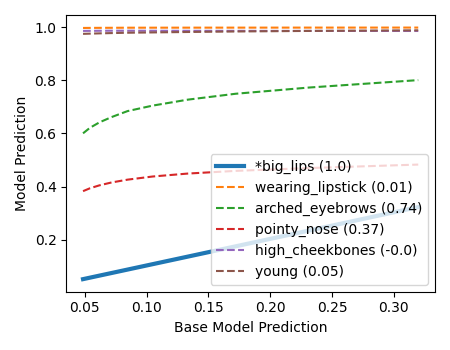 1.0
0.8
0.6
0.4
0.2
Model Prediction
*big_lips (1.0)
wearing_lipstick (0.01)
arched_eyebrows (0.74)
pointy_nose (0.37)
high_cheekbones (-0.0)
young (0.05)
0.05 0.10 0.15 0.20 0.25 0.30
Base Model Prediction